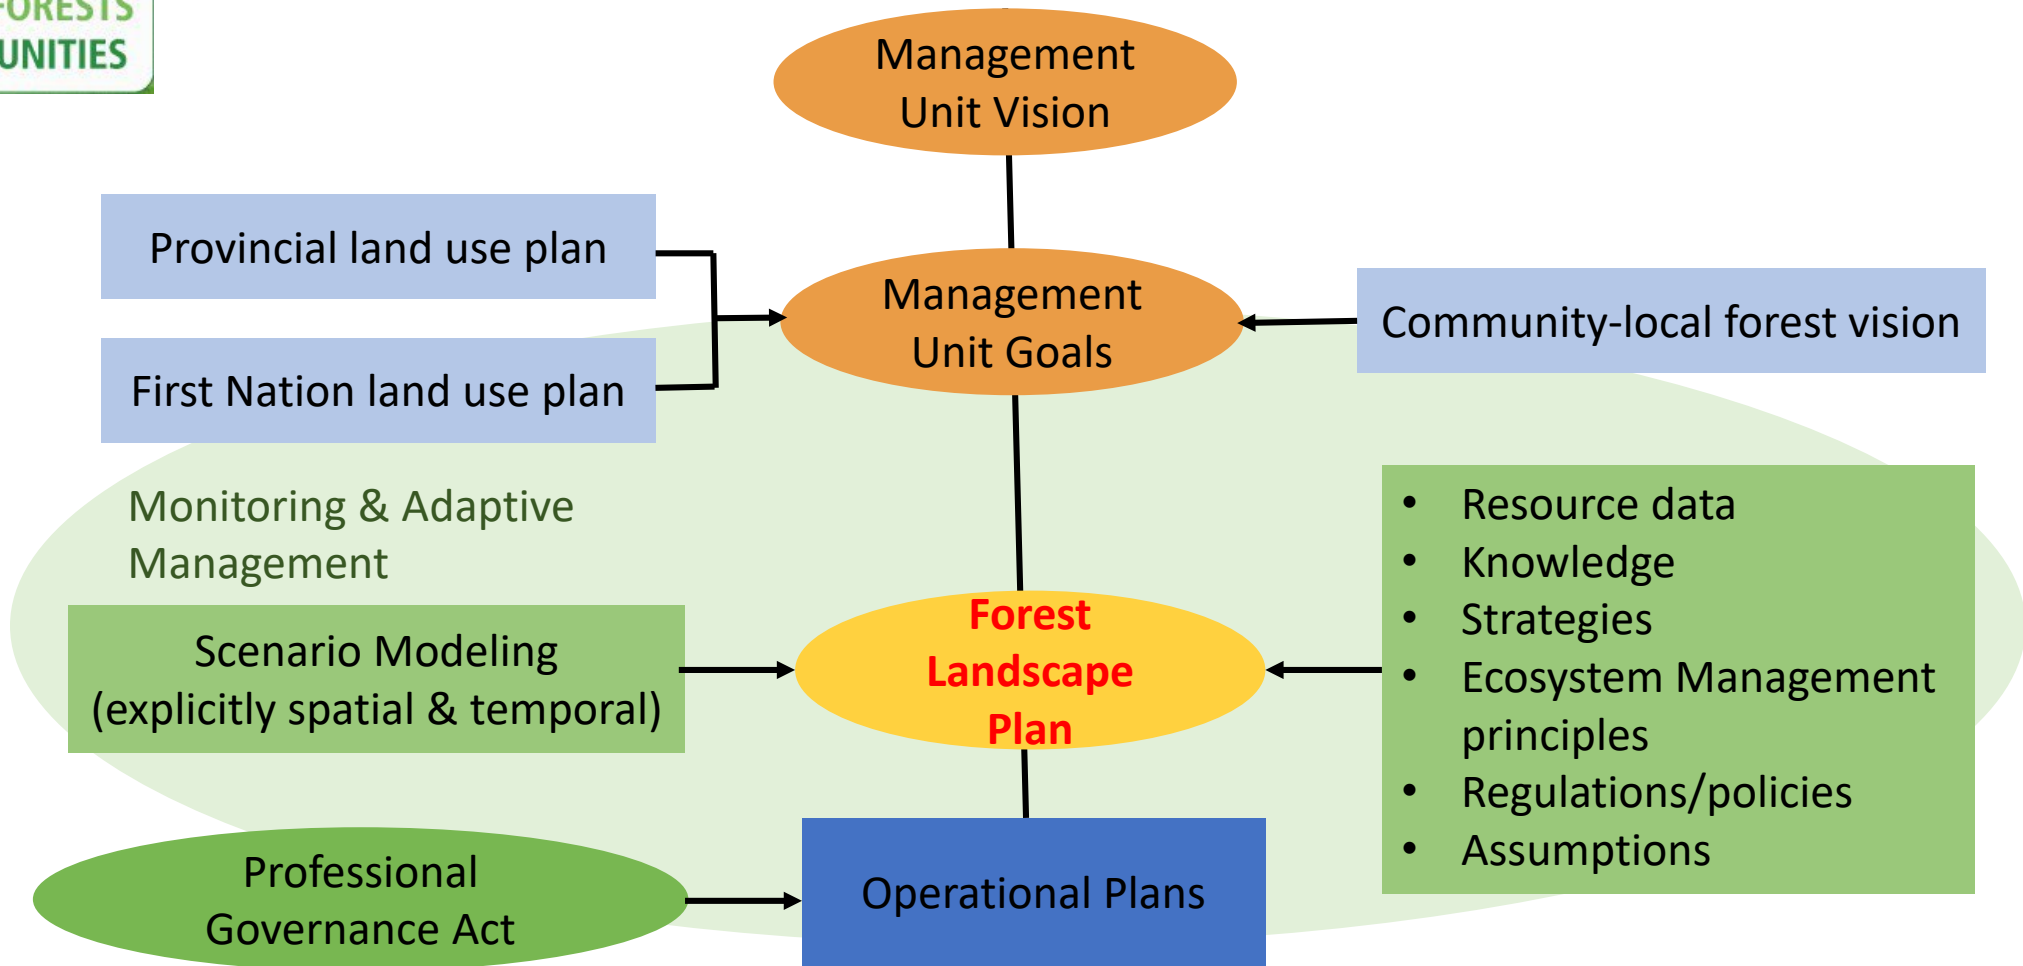 FORESTS
UNITIES
Management
Unit Vision
Provincial land use plan
First Nation land use plan
Management
Unit Goals
Community-local forest vision
Monitoring & Adaptive
Management
Scenario Modeling
(explicitly spatial & temporal)
Forest
Landscape
Plan
• Resource data
• Knowledge
• Strategies
• Ecosystem Management
principles
• Regulations/policies
• Assumptions
Professional
Governance Act
Operational Plans